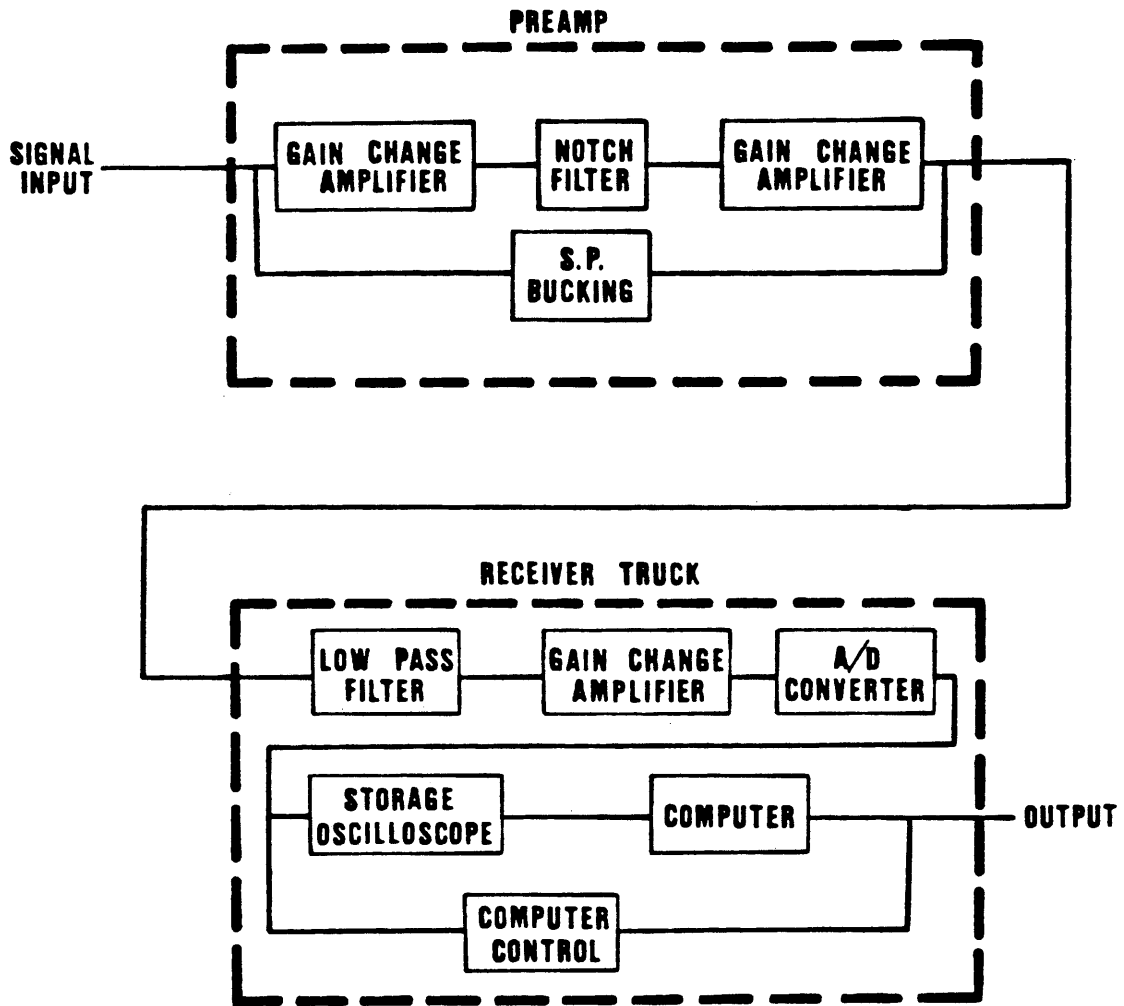 PREAMP
SIGNAL
INPUT
GAIN CHANGE
AMPLIFIER
NOTCH
FILTER
GAIN CHANGE
AMPLIFIER
S.P.
BUCKING
RECEIVER TRUCK
LOW PASS
FILTER
GAIN CHANGE
AMPLIFIER
A/D
CONVERTER
STORAGE
OSCILLOSCOPE
COMPUTER
OUTPUT
COMPUTER
CONTROL